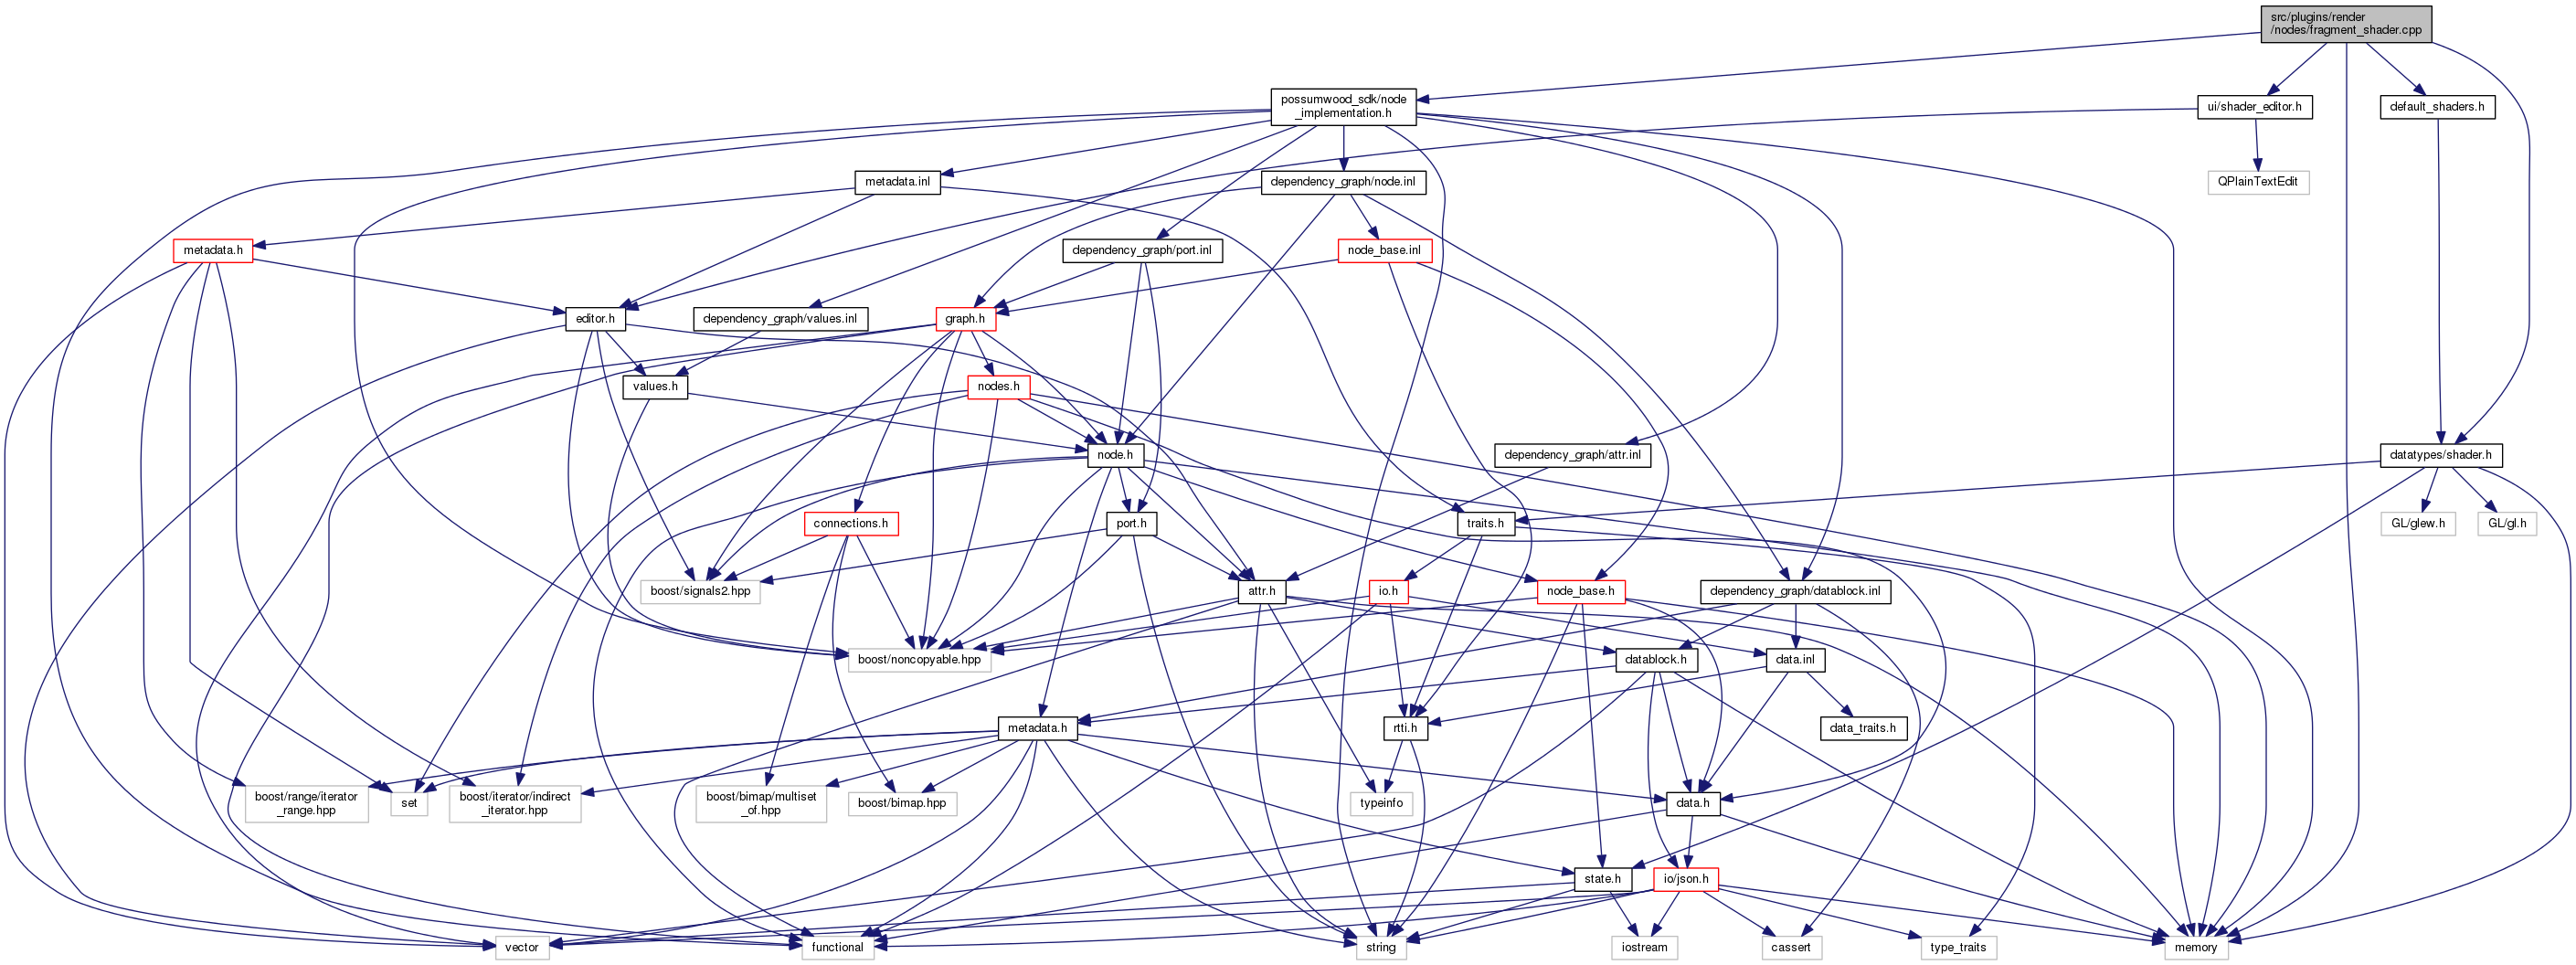 src/plugins/render
/nodes/fragment_shader.cpp
possumwood_sdk/node
_implementation.h
ui/shader_editor.h
default_shaders.h
metadata.inl
dependency_graph/node.inl
QPlainTextEdit
metadata.h
dependency_graph/port.inl
node_base.inl
editor.h
dependency_graph/values.inl
graph.h
values.h
nodes.h
node.h
dependency_graph/attr.inl
datatypes/shader.h
connections.h
port.h
traits.h
GL/glew.h
GL/gl.h
boost/signals2.hpp
attr.h
io.h
node_base.h
dependency_graph/datablock.inl
boost/noncopyable.hpp
datablock.h
data.inl
metadata.h
rtti.h
data_traits.h
boost/range/iterator
_range.hpp
set
boost/iterator/indirect
_iterator.hpp
boost/bimap/multiset
_of.hpp
boost/bimap.hpp
typeinfo
data.h
state.h
io/json.h
vector
functional
string
iostream
cassert
type_traits
memory